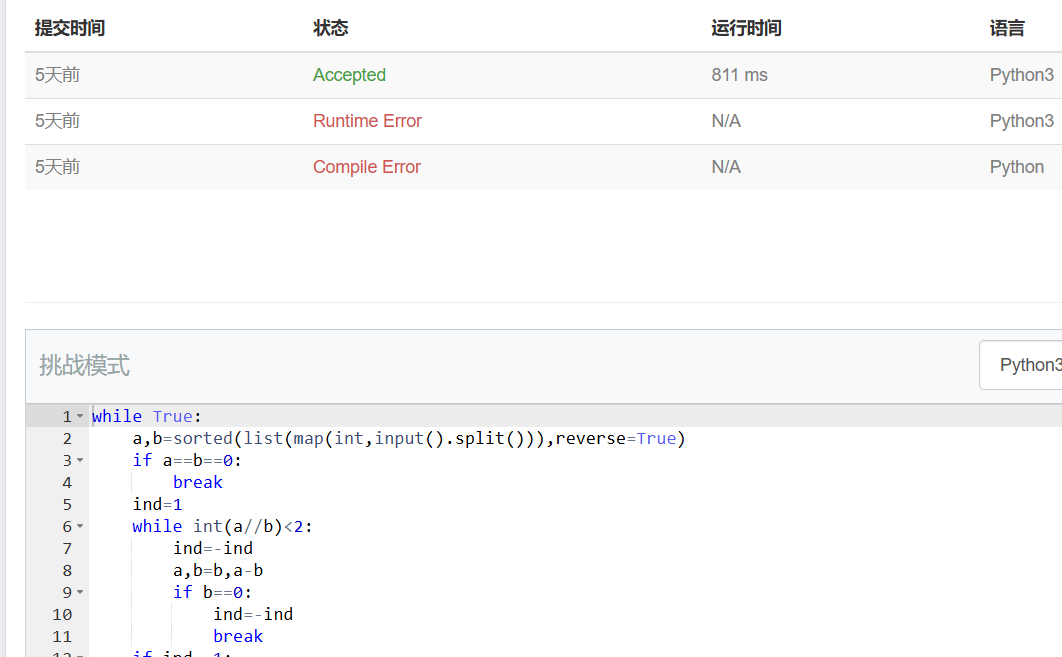 提交时间 状态 运行时间 语言
5天前 Accepted 811 ms Python3
5天前 Runtime Error N/A Python3
5天前 Compile Error N/A Python
挑战模式 Python3
1 while True:
2 a,b=sorted(list(map(int,input().split())),reverse=True)
3 if a==b==0:
4 break
5 ind=1
6 while int(a//b)<2:
7 ind=-ind
8 a,b=b,a-b
9 if b==0:
10 ind=-ind
11 break